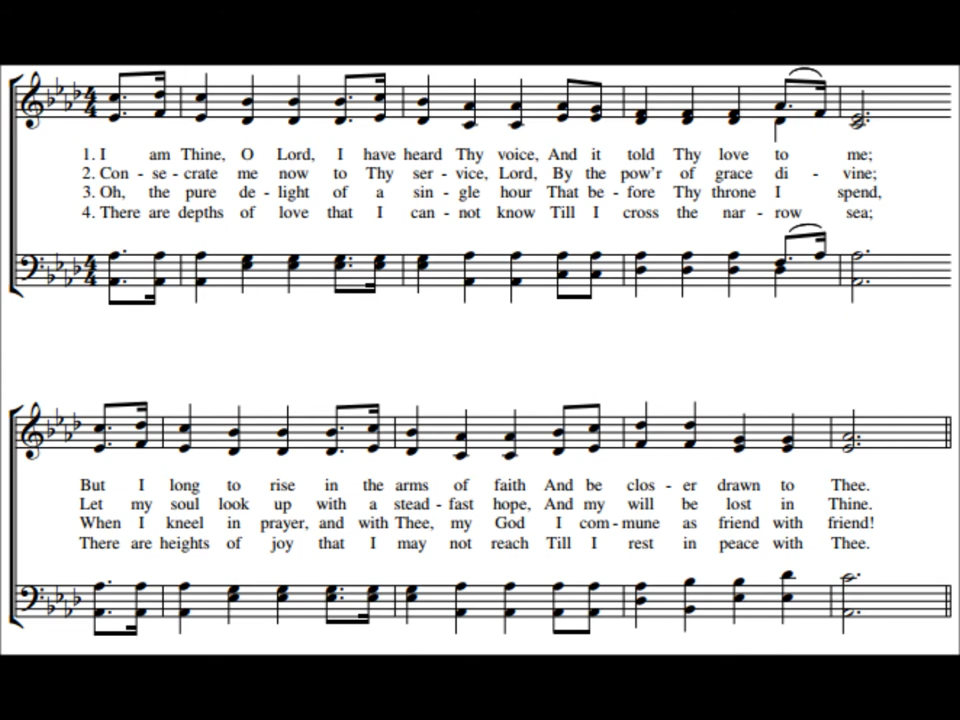 1. I am Thine, O Lord, I have heard Thy voice, And it told Thy love to me;
2. Con - se - crate me now to Thy ser - vice, Lord, By the pow'r of grace di - vine;
3. Oh, the pure de - light of a sin - gle hour That be - fore Thy throne I spend,
4. There are depths of love that I can - not know Till I cross the nar - row sea;
But I long to rise in the arms of faith And be clos - er drawn to Thee.
Let my soul look up with a stead - fast hope, And my will be lost in Thine.
When I kneel in prayer, and with Thee, my God I com - mune as friend with friend!
There are heights of joy that I may not reach Till I rest in peace with Thee.